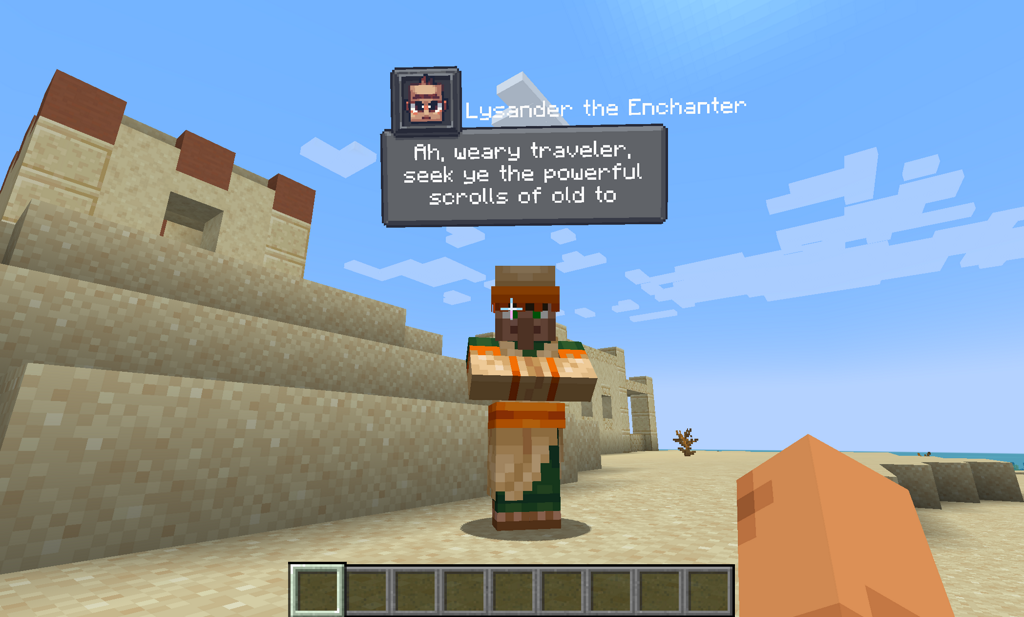 Lysander the Enchanter
Ah, weary traveler,
seek ye the powerful
scrolls of old to